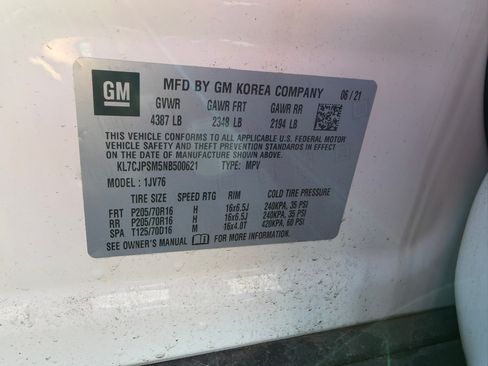 GM
MFD BY GM KOREA COMPANY 06/21
GVWR GAWR FRT GAWR RR
4387 LB 2348 LB 2194 LB
THIS VEHICLE CONFORMS TO ALL APPLICABLE U.S. FEDERAL MOTOR
VEHICLE SAFETY AND THEFT PREVENTION STANDARDS IN EFFECT ON THE
DATE OF MANUFACTURE SHOWN ABOVE.
KL7CJPSM5NB500621 TYPE: MPV
MODEL: 1JV76
TIRE SIZE SPEED RTG RIM COLD TIRE PRESSURE
FRT P205/70R16 H 16x6.5J 240KPA, 35 PSI
RR P205/70R16 H 16x6.5J 240KPA, 35 PSI
SPA T125/70D16 M 16x4.0T 420KPA, 60 PSI
SEE OWNER'S MANUAL FOR MORE INFORMATION.